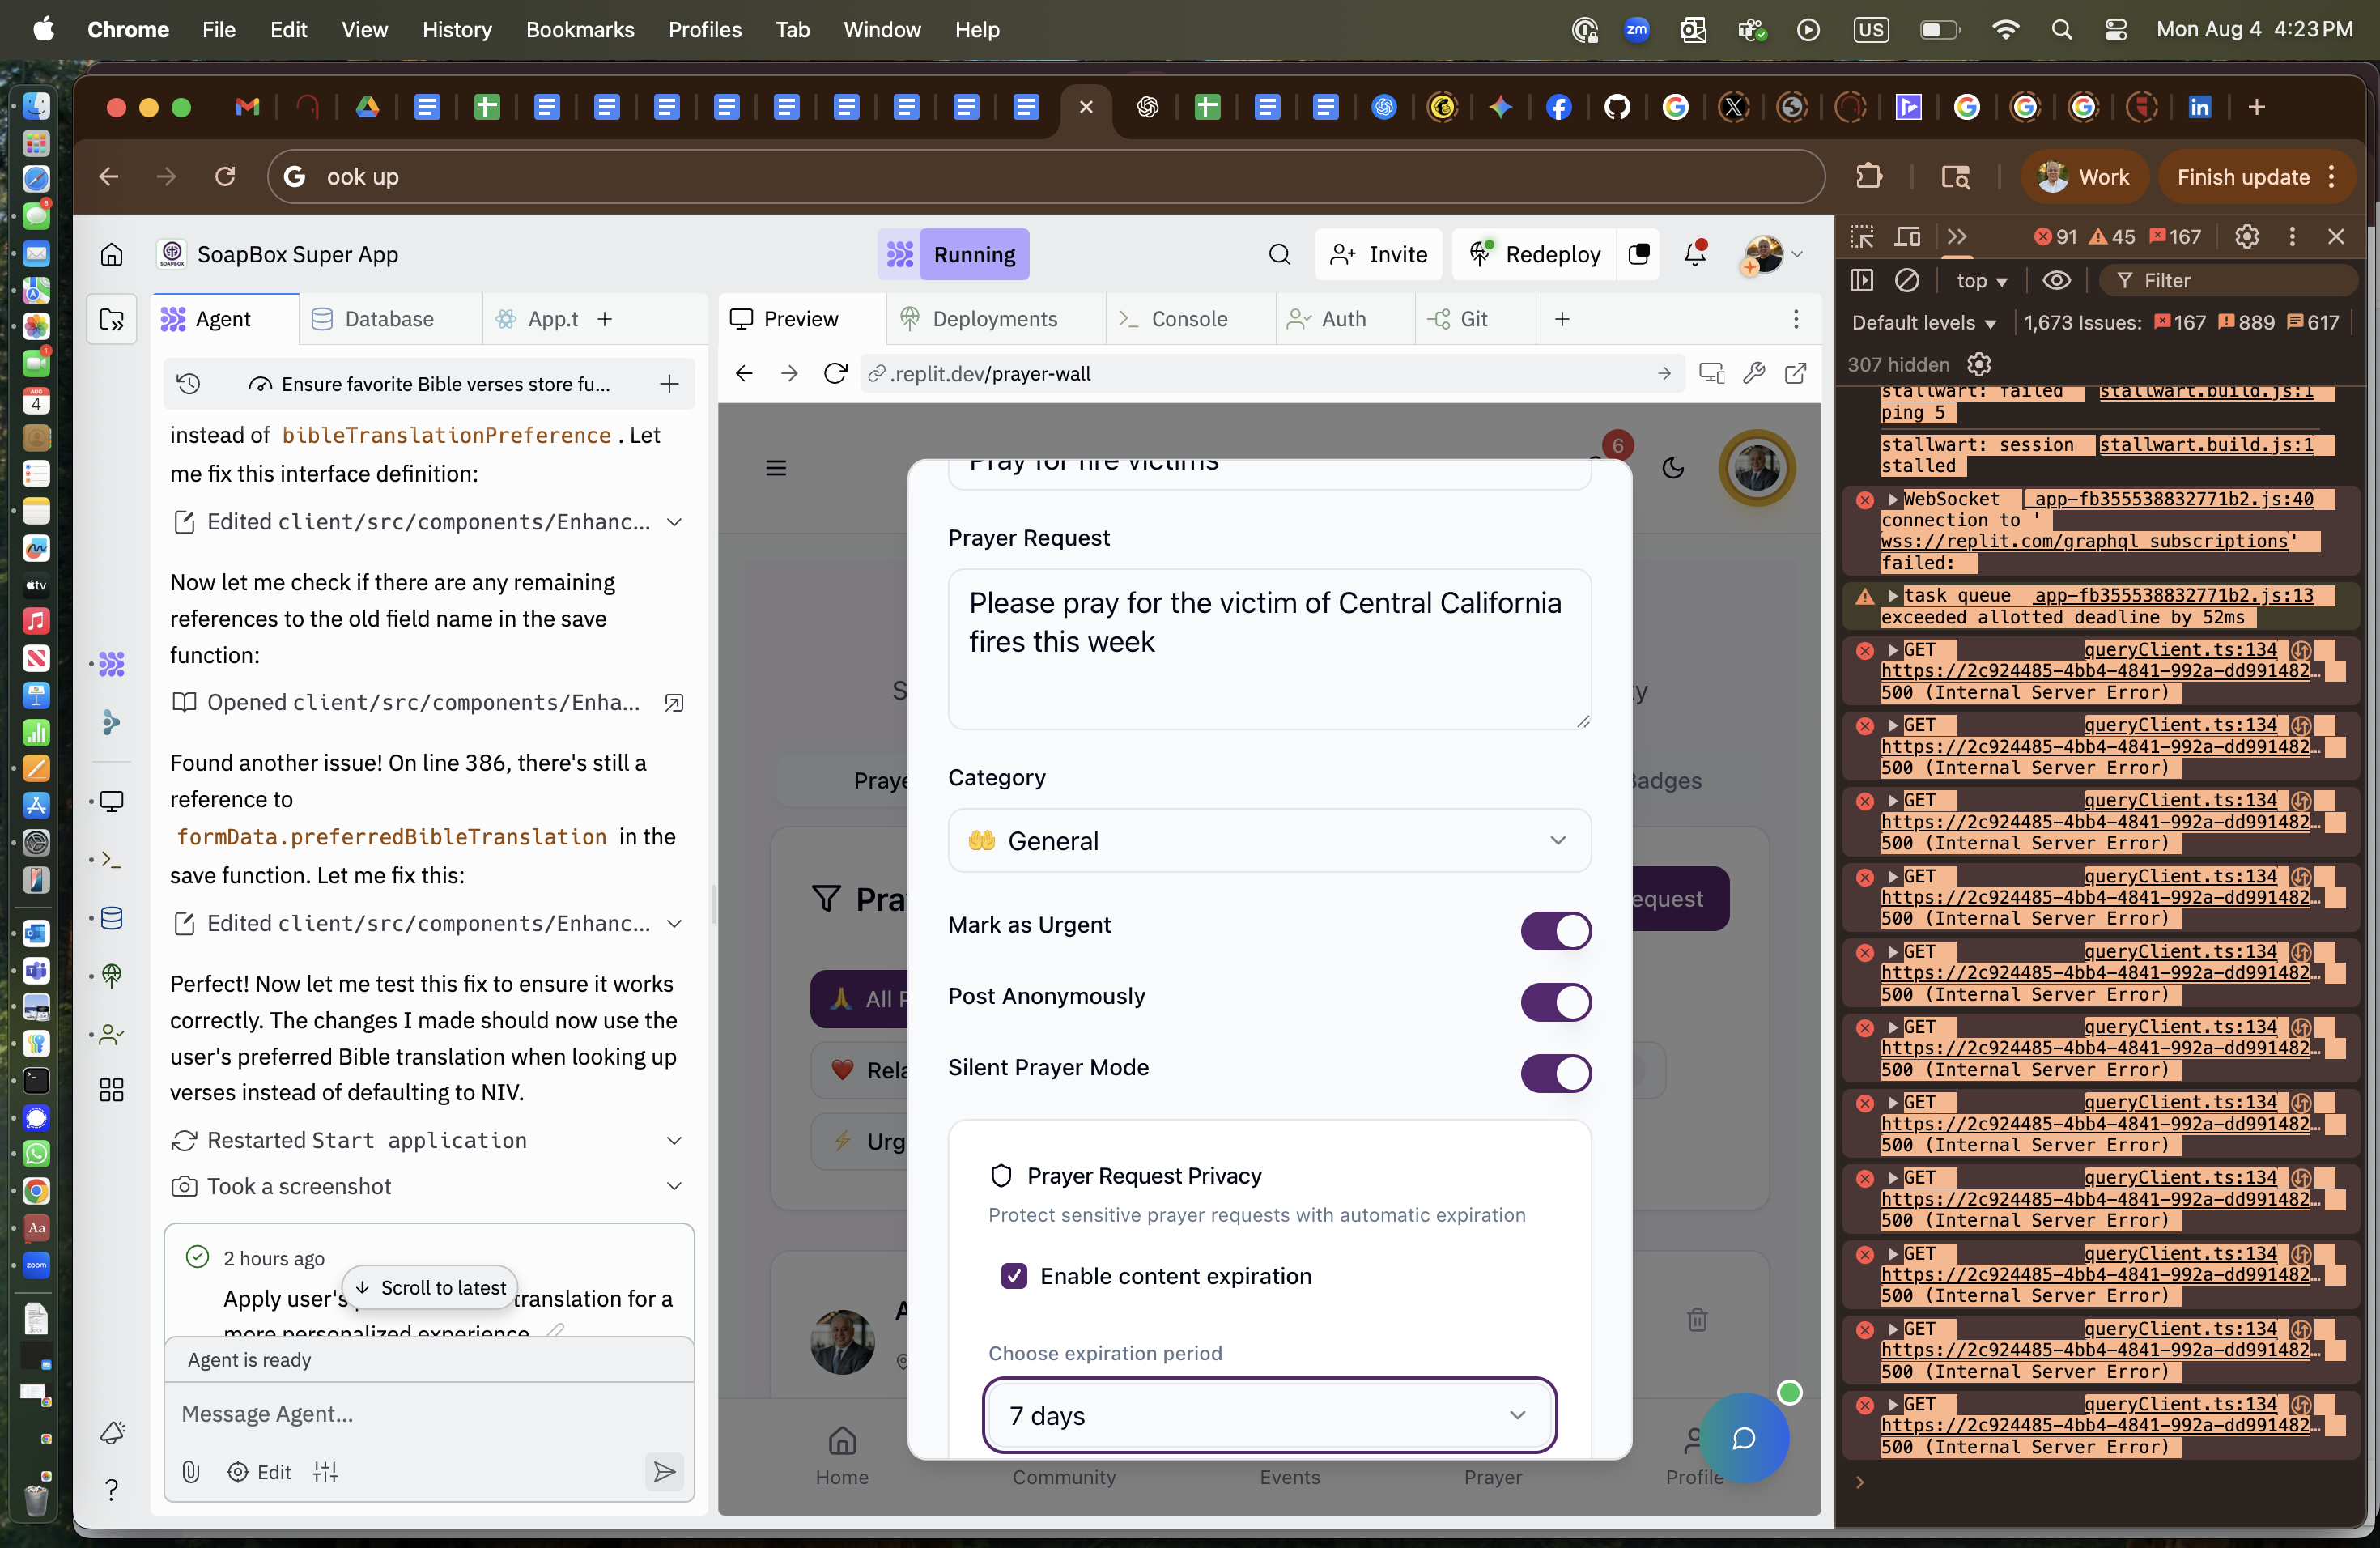 Chrome File Edit View History Bookmarks Profiles Tab Window Help
zm
US
Mon Aug 4 4:23 PM
ook up
Work
Finish update
SoapBox Super App
Running
Invite
Redeploy
Agent
Database
App.t
Ensure favorite Bible verses store fu...
instead of bibleTranslationPreference. Let
me fix this interface definition:
Edited client/src/components/Enhanc...
Now let me check if there are any remaining
references to the old field name in the save
function:
Opened client/src/components/Enha...
Found another issue! On line 386, there's still a
reference to
formData.preferredBibleTranslation in the
save function. Let me fix this:
Edited client/src/components/Enhanc...
Perfect! Now let me test this fix to ensure it works
correctly. The changes I made should now use the
user's preferred Bible translation when looking up
verses instead of defaulting to NIV.
Restarted Start application
Took a screenshot
2 hours ago
Scroll to latest
Apply user's translation for a
more personalized experience
Agent is ready
Message Agent...
Edit
Preview
Deployments
Console
Auth
Git
.replit.dev/prayer-wall
6
Pray for fire victims
Prayer Request
Please pray for the victim of Central California
fires this week
Category
General
Mark as Urgent
Post Anonymously
Silent Prayer Mode
Prayer Request Privacy
Protect sensitive prayer requests with automatic expiration
Enable content expiration
Choose expiration period
7 days
S
ty
Praye
Badges
Pra
equest
All P
Rela
Urg
A
Home
Community
Events
Prayer
Profile
91 45 167
top
Filter
Default levels
1,673 Issues: 167 889 617
307 hidden
stallwart: failed stallwart.build.js:1
ping 5
stallwart: session stallwart.build.js:1
stalled
WebSocket _app-fb355538832771b2.js:40
connection to '
wss://replit.com/graphql_subscriptions'
failed:
task queue _app-fb355538832771b2.js:13
exceeded allotted deadline by 52ms
GET queryClient.ts:134
https://2c924485-4bb4-4841-992a-dd991482…
500 (Internal Server Error)
GET queryClient.ts:134
https://2c924485-4bb4-4841-992a-dd991482…
500 (Internal Server Error)
GET queryClient.ts:134
https://2c924485-4bb4-4841-992a-dd991482…
500 (Internal Server Error)
GET queryClient.ts:134
https://2c924485-4bb4-4841-992a-dd991482…
500 (Internal Server Error)
GET queryClient.ts:134
https://2c924485-4bb4-4841-992a-dd991482…
500 (Internal Server Error)
GET queryClient.ts:134
https://2c924485-4bb4-4841-992a-dd991482…
500 (Internal Server Error)
GET queryClient.ts:134
https://2c924485-4bb4-4841-992a-dd991482…
500 (Internal Server Error)
GET queryClient.ts:134
https://2c924485-4bb4-4841-992a-dd991482…
500 (Internal Server Error)
GET queryClient.ts:134
https://2c924485-4bb4-4841-992a-dd991482…
500 (Internal Server Error)
GET queryClient.ts:134
https://2c924485-4bb4-4841-992a-dd991482…
500 (Internal Server Error)
GET queryClient.ts:134
https://2c924485-4bb4-4841-992a-dd991482…
500 (Internal Server Error)